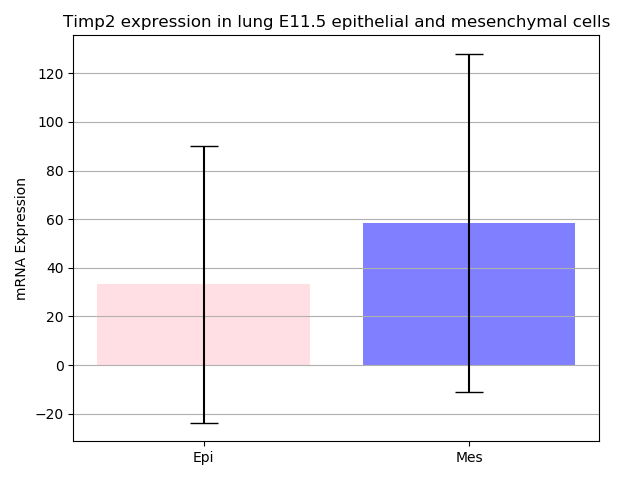 Timp2 expression in lung E11.5 epithelial and mesenchymal cells
120
100
80
60
40
20
0
−20
mRNA Expression
Epi
Mes